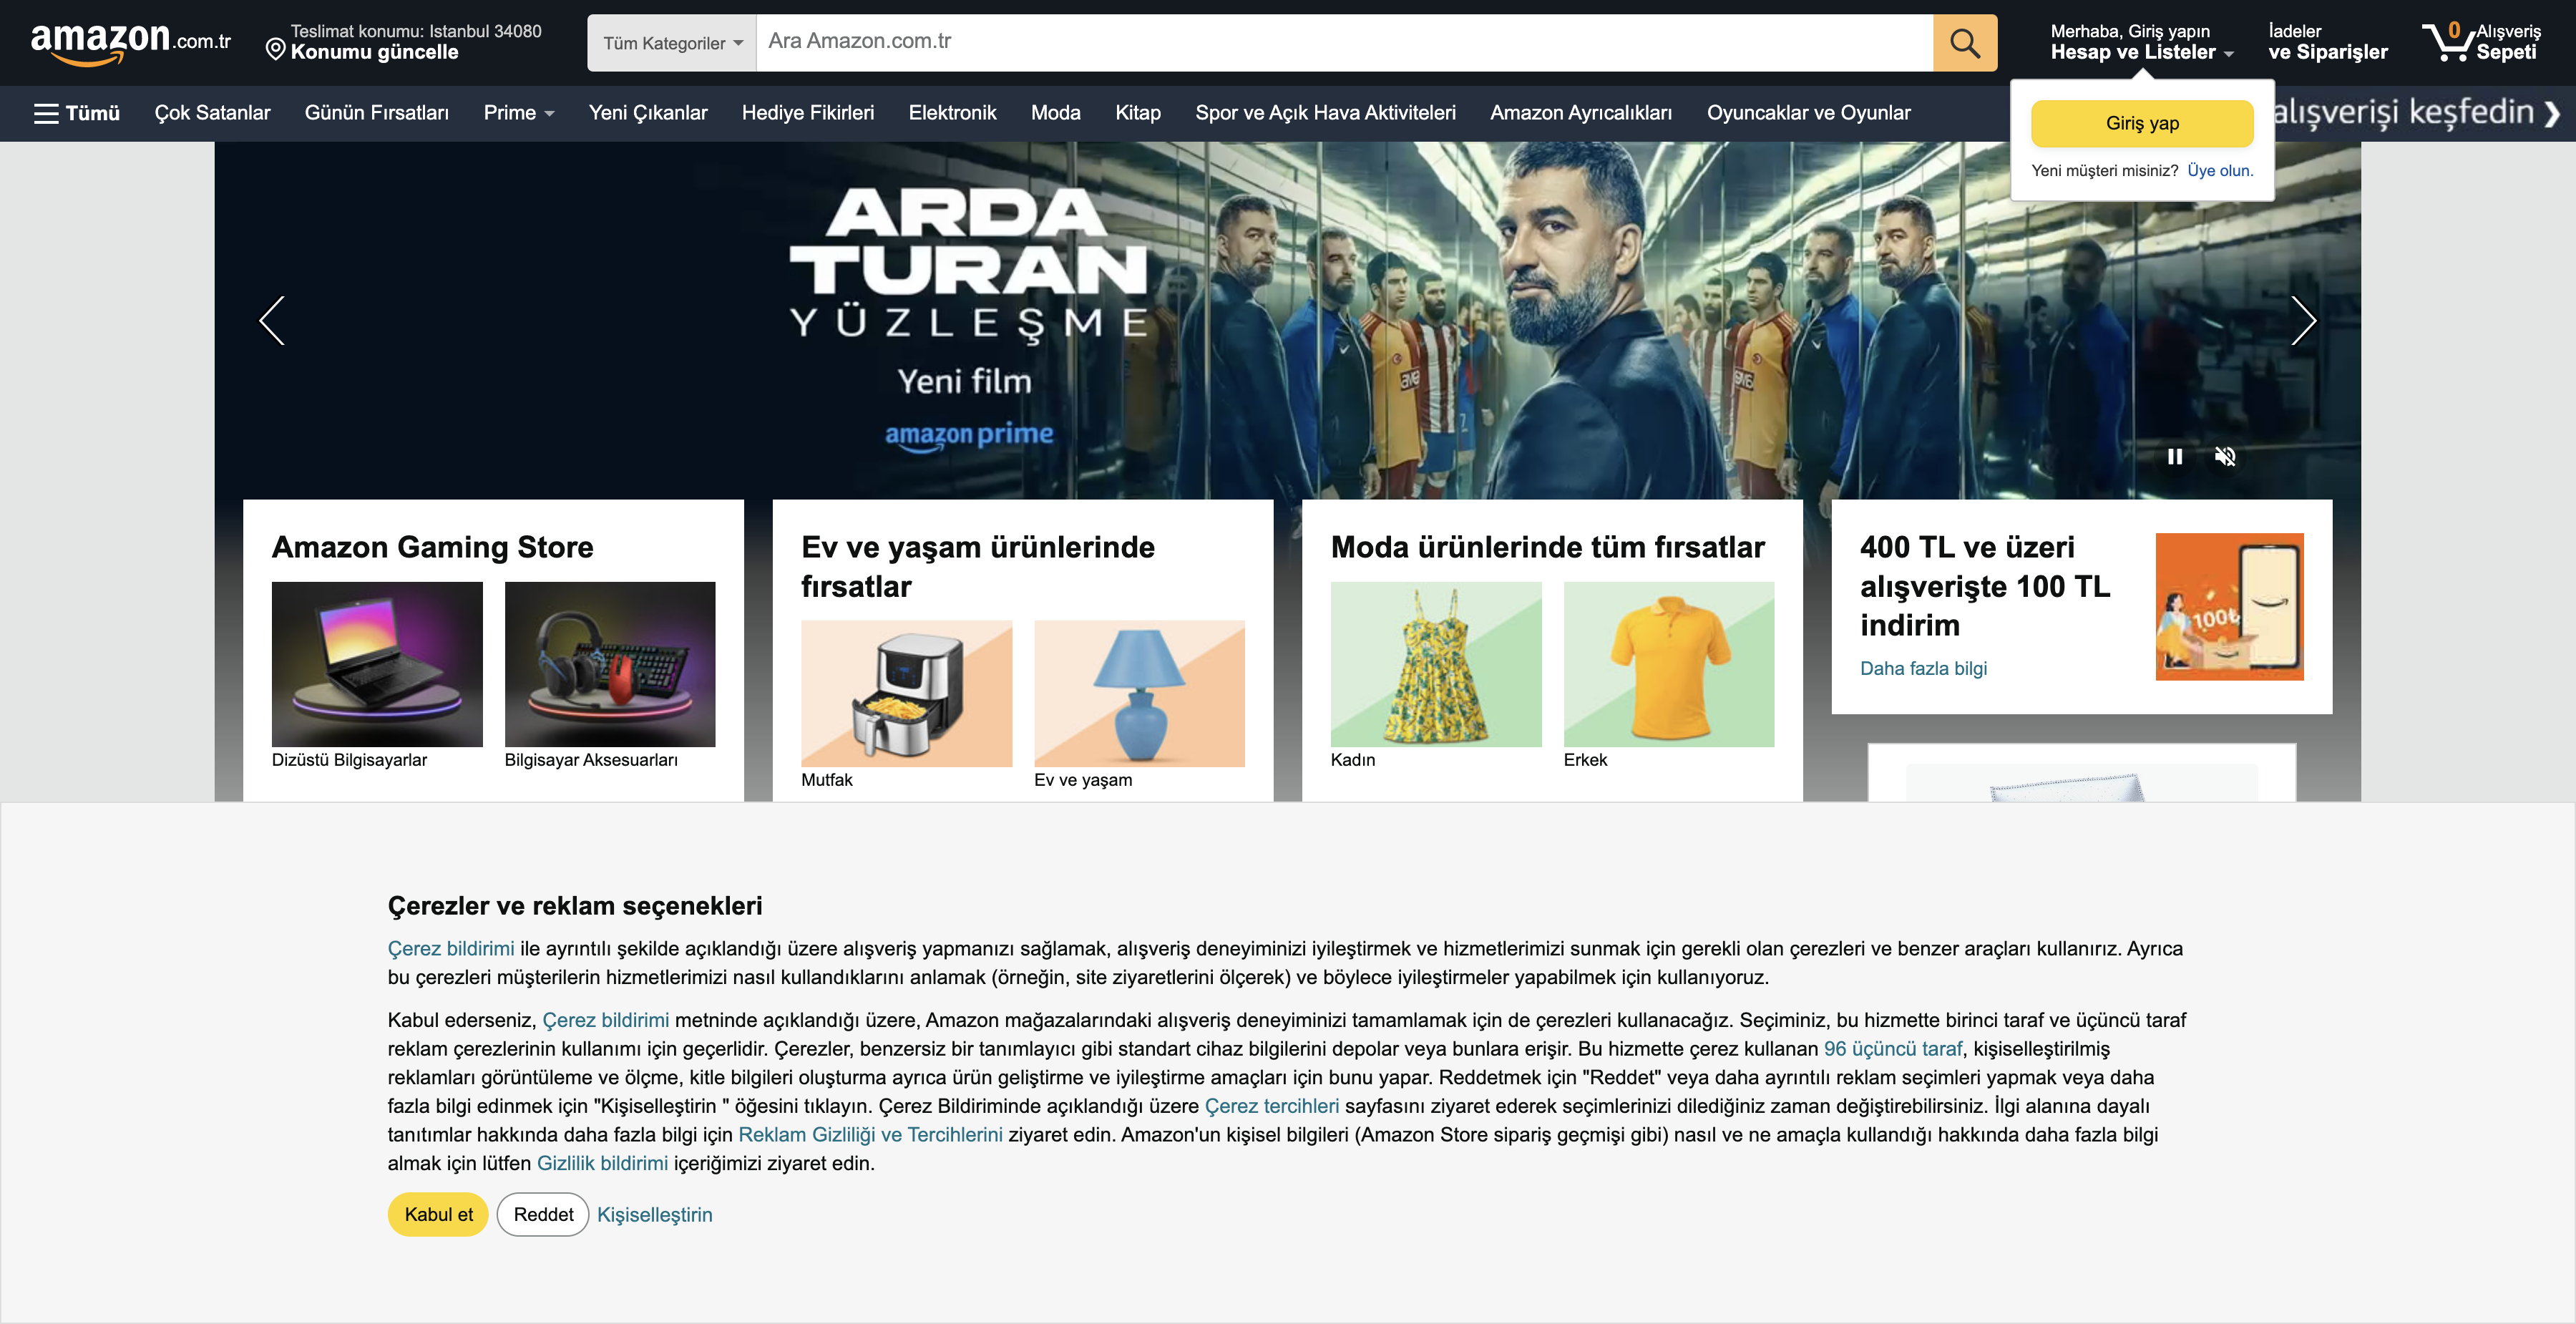 amazon.com.tr
Teslimat konumu: Istanbul 34080
Konumu güncelle
Tüm Kategoriler
Ara Amazon.com.tr
Merhaba, Giriş yapın
Hesap ve Listeler
İadeler
ve Siparişler
0
Alışveriş
Sepeti
Tümü
Çok Satanlar
Günün Fırsatları
Prime
Yeni Çıkanlar
Hediye Fikirleri
Elektronik
Moda
Kitap
Spor ve Açık Hava Aktiviteleri
Amazon Ayrıcalıkları
Oyuncaklar ve Oyunlar
alışverişi keşfedin
Giriş yap
Yeni müşteri misiniz? Üye olun.
ARDA
TURAN
YÜZLEŞME
Yeni film
amazon prime
Amazon Gaming Store
Dizüstü Bilgisayarlar
Bilgisayar Aksesuarları
Ev ve yaşam ürünlerinde
fırsatlar
Mutfak
Ev ve yaşam
Moda ürünlerinde tüm fırsatlar
Kadın
Erkek
400 TL ve üzeri
alışverişte 100 TL
indirim
Daha fazla bilgi
100₺
Çerezler ve reklam seçenekleri
Çerez bildirimi ile ayrıntılı şekilde açıklandığı üzere alışveriş yapmanızı sağlamak, alışveriş deneyiminizi iyileştirmek ve hizmetlerimizi sunmak için gerekli olan çerezleri ve benzer araçları kullanırız. Ayrıca
bu çerezleri müşterilerin hizmetlerimizi nasıl kullandıklarını anlamak (örneğin, site ziyaretlerini ölçerek) ve böylece iyileştirmeler yapabilmek için kullanıyoruz.
Kabul ederseniz, Çerez bildirimi metninde açıklandığı üzere, Amazon mağazalarındaki alışveriş deneyiminizi tamamlamak için de çerezleri kullanacağız. Seçiminiz, bu hizmette birinci taraf ve üçüncü taraf
reklam çerezlerinin kullanımı için geçerlidir. Çerezler, benzersiz bir tanımlayıcı gibi standart cihaz bilgilerini depolar veya bunlara erişir. Bu hizmette çerez kullanan 96 üçüncü taraf, kişiselleştirilmiş
reklamları görüntüleme ve ölçme, kitle bilgileri oluşturma ayrıca ürün geliştirme ve iyileştirme amaçları için bunu yapar. Reddetmek için "Reddet" veya daha ayrıntılı reklam seçimleri yapmak veya daha
fazla bilgi edinmek için "Kişiselleştirin " öğesini tıklayın. Çerez Bildiriminde açıklandığı üzere Çerez tercihleri sayfasını ziyaret ederek seçimlerinizi dilediğiniz zaman değiştirebilirsiniz. İlgi alanına dayalı
tanıtımlar hakkında daha fazla bilgi için Reklam Gizliliği ve Tercihlerini ziyaret edin. Amazon'un kişisel bilgileri (Amazon Store sipariş geçmişi gibi) nasıl ve ne amaçla kullandığı hakkında daha fazla bilgi
almak için lütfen Gizlilik bildirimi içeriğimizi ziyaret edin.
Kabul et
Reddet
Kişiselleştirin